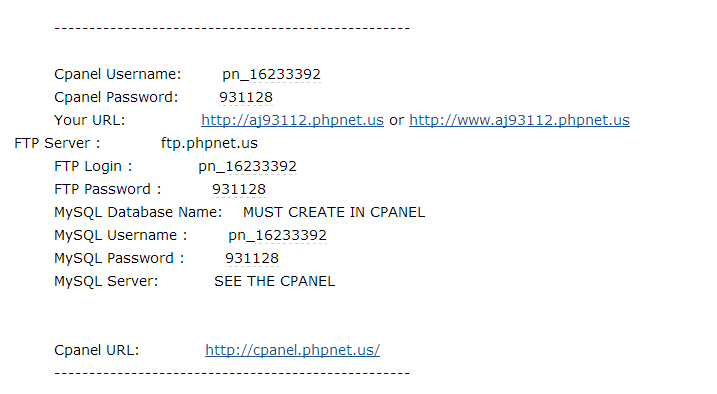 ----------------------------------------------------
Cpanel Username: pn_16233392
Cpanel Password: 931128
Your URL: http://aj93112.phpnet.us or http://www.aj93112.phpnet.us
FTP Server : ftp.phpnet.us
FTP Login : pn_16233392
FTP Password : 931128
MySQL Database Name: MUST CREATE IN CPANEL
MySQL Username : pn_16233392
MySQL Password : 931128
MySQL Server: SEE THE CPANEL
Cpanel URL: http://cpanel.phpnet.us/
----------------------------------------------------